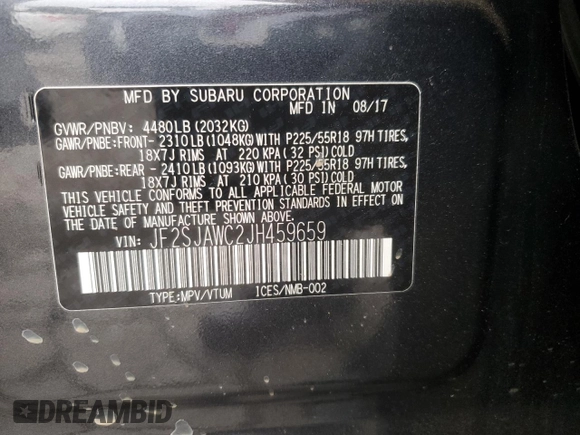 MFD BY SUBARU CORPORATION
MFD IN 08/17
GVWR/PNBV: 4480LB(2032KG)
GAWR/PNBE:FRONT- 2310LB(1048KG)WITH P225/55R18 97H TIRES,
18X7J RIMS AT 220 KPA(32 PSI)COLD
GAWR/PNBE:REAR - 2410LB(1093KG)WITH P225/55R18 97H TIRES,
18X7J RIMS AT 210 KPA(30 PSI)COLD
THIS VEHICLE CONFORMS TO ALL APPLICABLE FEDERAL MOTOR
VEHICLE SAFETY AND THEFT PREVENTION STANDARDS IN EFFECT ON
THE DATE OF MANUFACTURE SHOWN ABOVE.
VIN: JF2SJAWC2JH459659
TYPE:MPV/VTUM ICES/NMB-002
DREAMBID